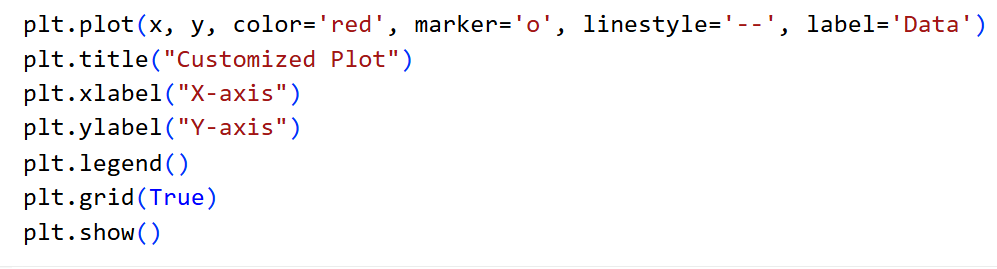 plt.plot(x, y, color='red', marker='o', linestyle='--', label='Data')
plt.title("Customized Plot")
plt.xlabel("X-axis")
plt.ylabel("Y-axis")
plt.legend()
plt.grid(True)
plt.show()